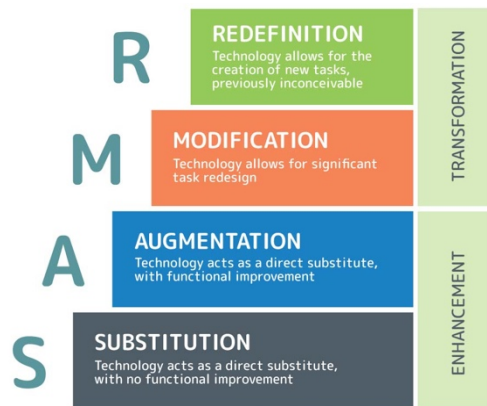 R
REDEFINITION
Technology allows for the
creation of new tasks,
previously inconceivable
M
MODIFICATION
Technology allows for significant
task redesign
TRANSFORMATION
A
AUGMENTATION
Technology acts as a direct substitute,
with functional improvement
S
SUBSTITUTION
Technology acts as a direct substitute,
with no functional improvement
ENHANCEMENT